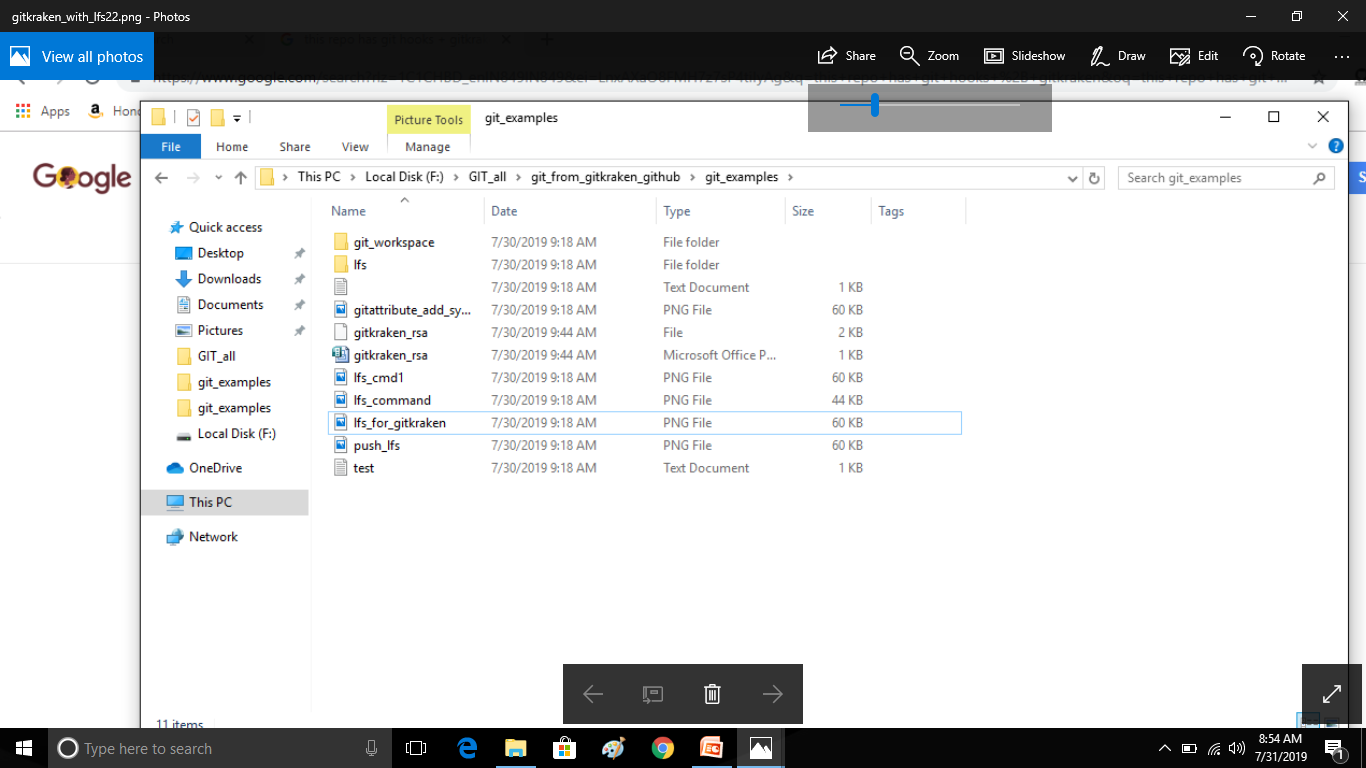 gitkraken_with_lfs22.png - Photos
View all photos
Share Zoom Slideshow Draw Edit Rotate ...
Apps
Google
Picture Tools git_examples
File Home Share View Manage
This PC > Local Disk (F:) > GIT_all > git_from_gitkraken_github > git_examples > Search git_examples
Name Date Type Size Tags
Quick access
Desktop
Downloads
Documents
Pictures
GIT_all
git_examples
git_examples
Local Disk (F:)
OneDrive
This PC
Network
git_workspace 7/30/2019 9:18 AM File folder
lfs 7/30/2019 9:18 AM File folder
7/30/2019 9:18 AM Text Document 1 KB
gitattribute_add_sy... 7/30/2019 9:18 AM PNG File 60 KB
gitkraken_rsa 7/30/2019 9:44 AM File 2 KB
gitkraken_rsa 7/30/2019 9:44 AM Microsoft Office P... 1 KB
lfs_cmd1 7/30/2019 9:18 AM PNG File 60 KB
lfs_command 7/30/2019 9:18 AM PNG File 44 KB
lfs_for_gitkraken 7/30/2019 9:18 AM PNG File 60 KB
push_lfs 7/30/2019 9:18 AM PNG File 60 KB
test 7/30/2019 9:18 AM Text Document 1 KB
11 items
Type here to search
8:54 AM
7/31/2019
1